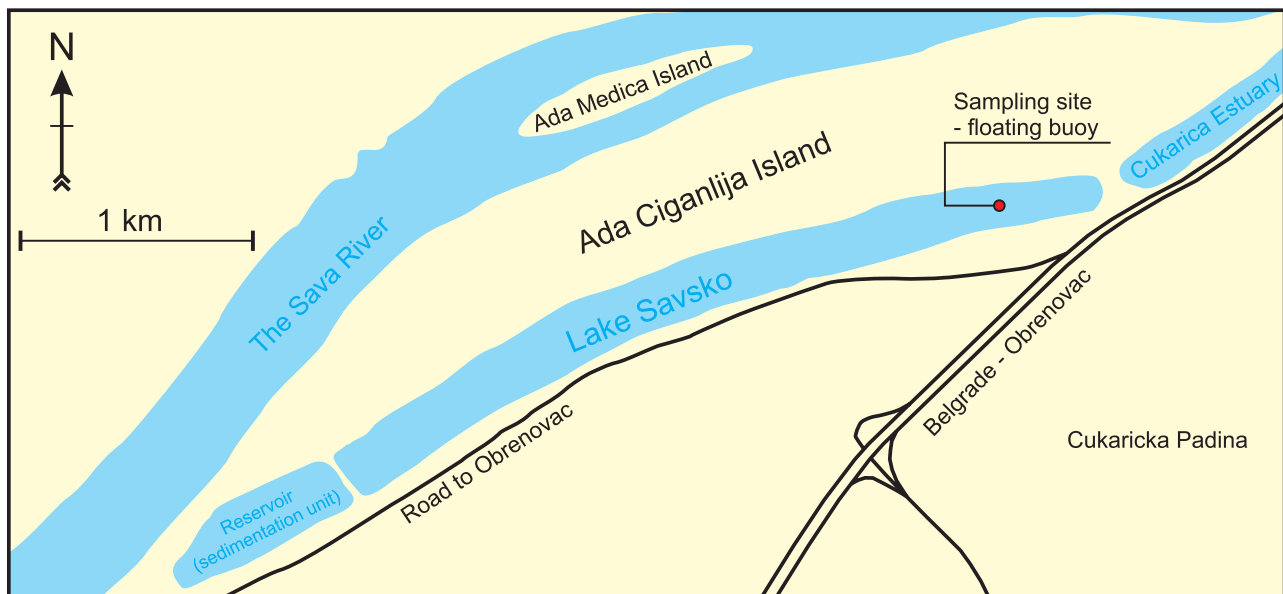 N
Ada Medica Island
Sampling site
- floating buoy
Cukarica Estuary
1 km
Ada Ciganlija Island
The Sava River
Lake Savsko
Belgrade - Obrenovac
Cukaricka Padina
Road to Obrenovac
Reservoir
(sedimentation unit)